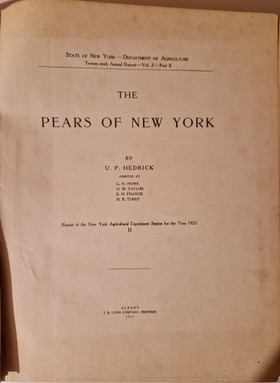 STATE OF NEW YORK—DEPARTMENT OF AGRICULTURE
Twenty-ninth Annual Report—Vol. 2—Part II
THE
PEARS OF NEW YORK
BY
U. P. HEDRICK
ASSISTED BY
G. H. HOWE
O. M. TAYLOR
E. H. FRANCIS
H. B. TUKEY
Report of the New York Agricultural Experiment Station for the Year 1921
II
ALBANY
J. B. LYON COMPANY, PRINTERS
1921